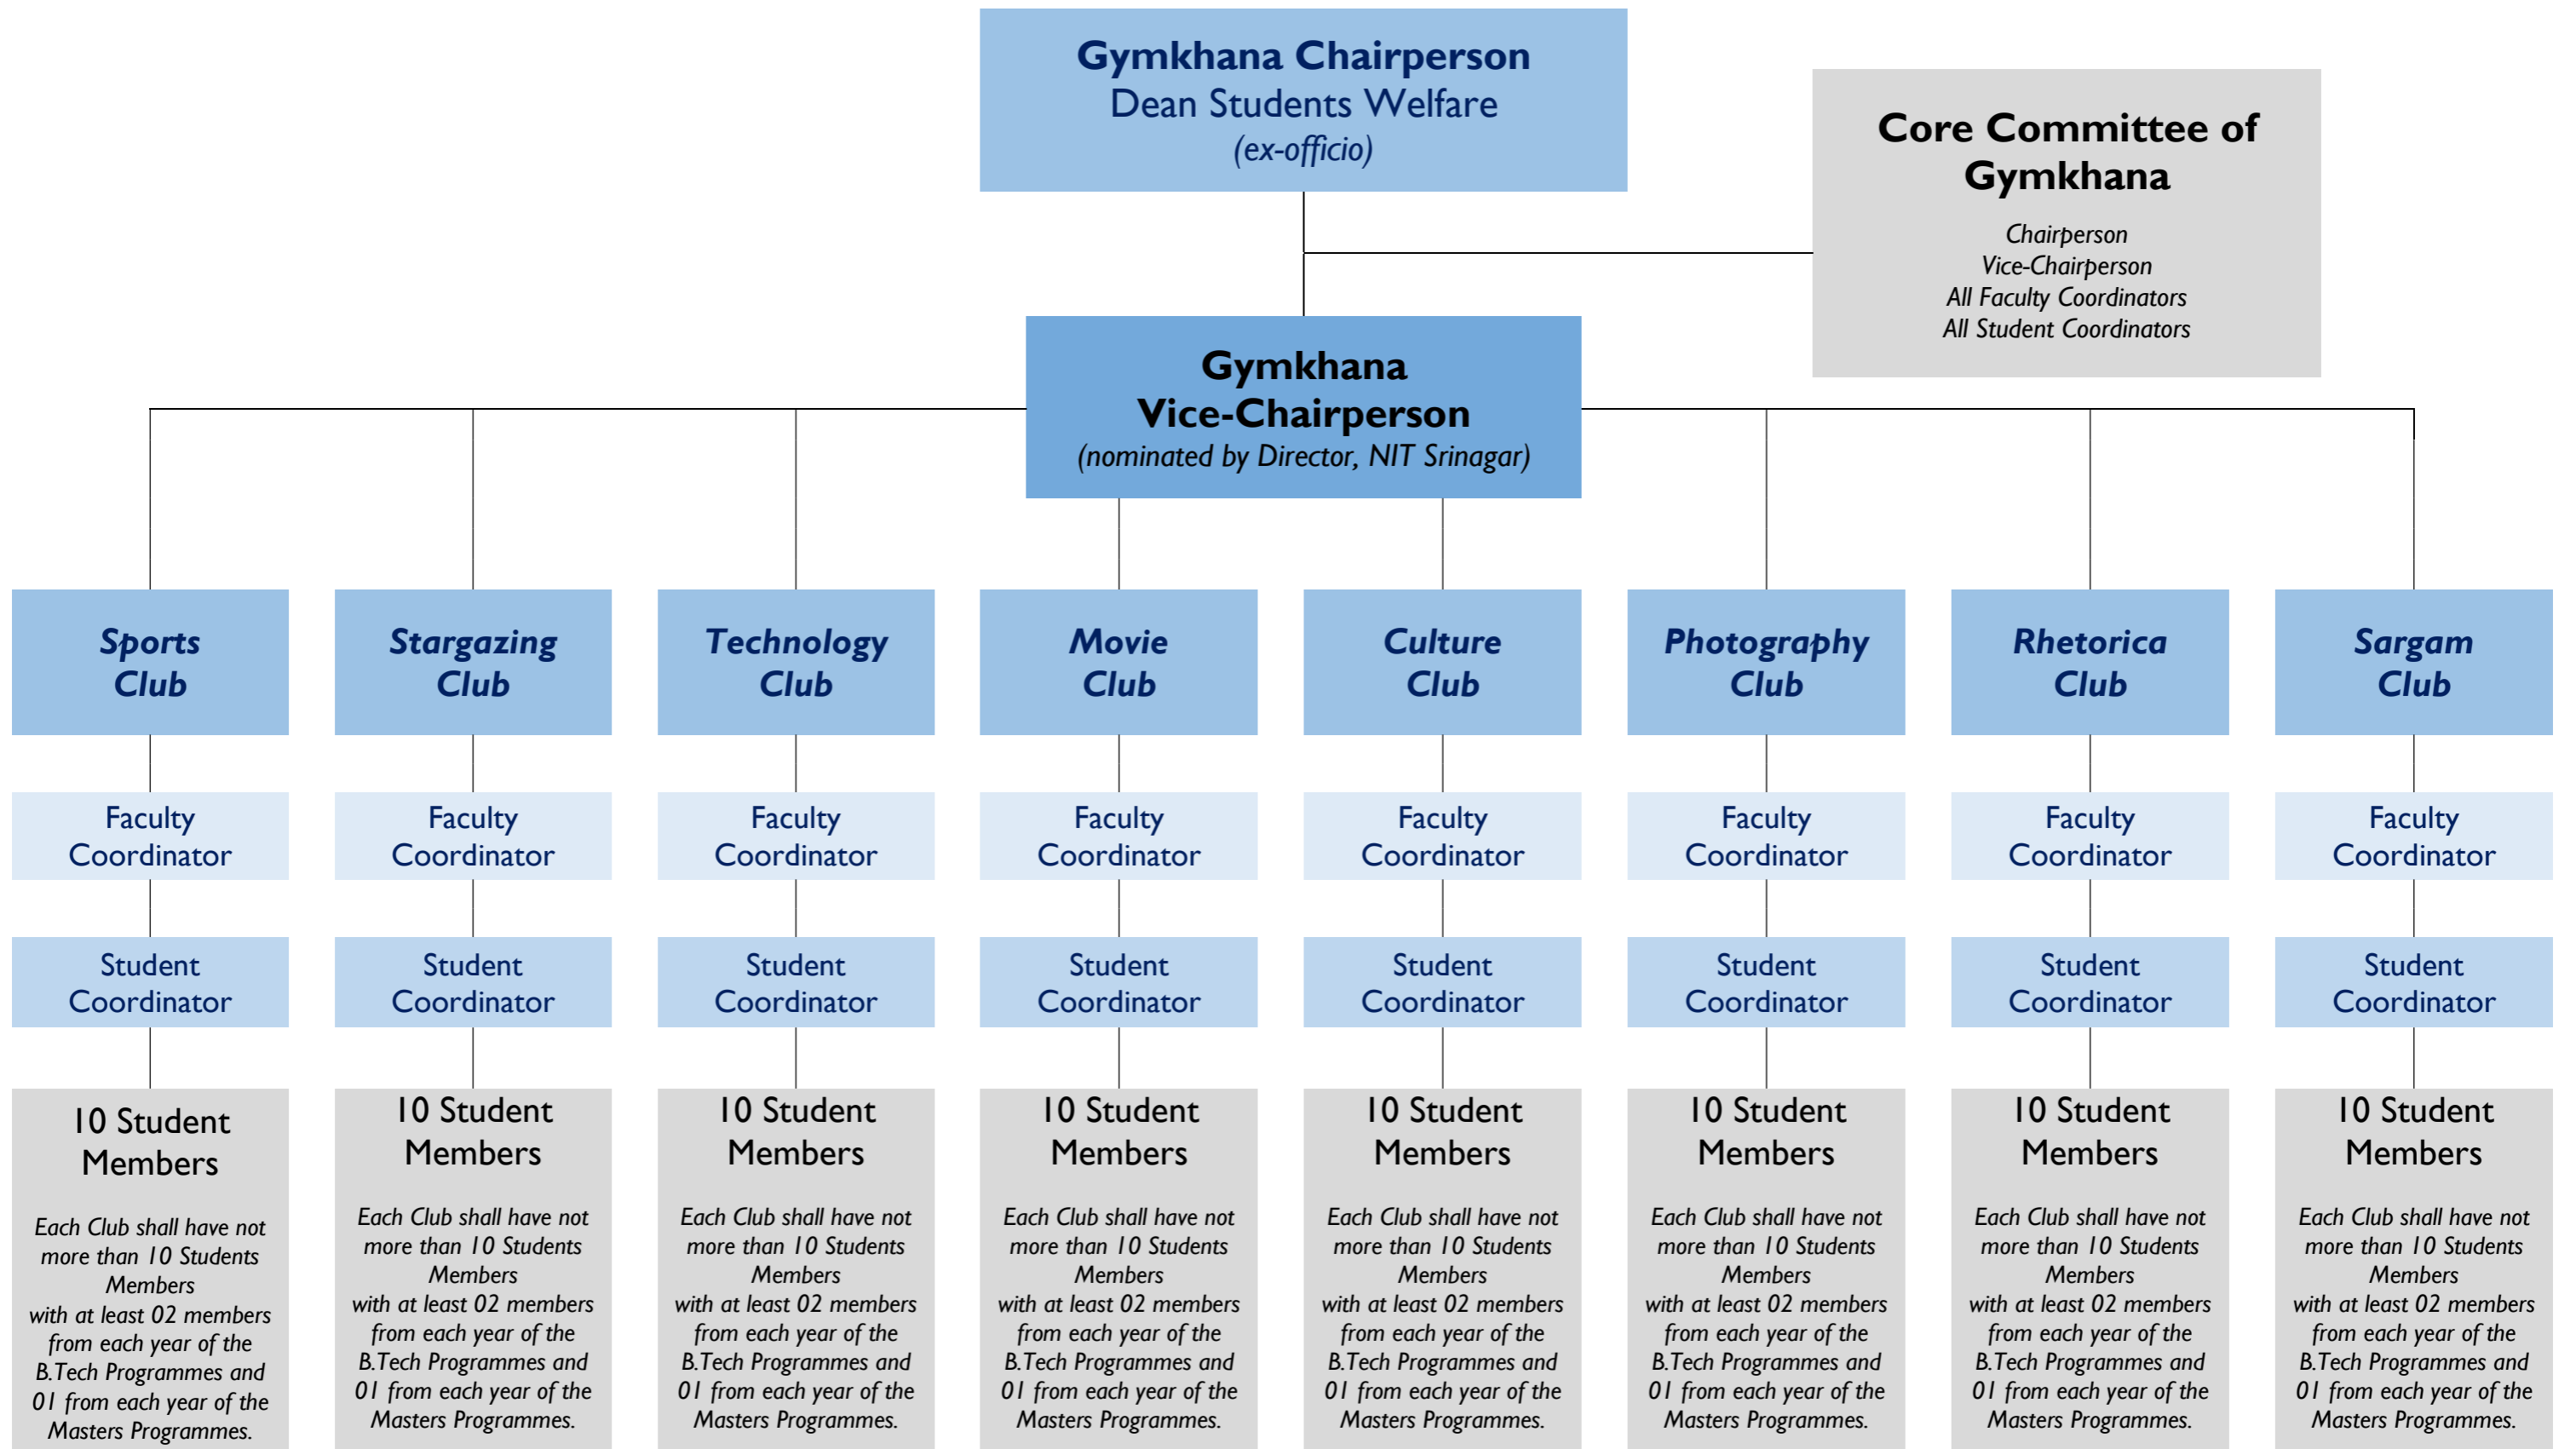 Gymkhana Chairperson
Dean Students Welfare
(ex-officio)
Core Committee of
Gymkhana
Chairperson
Vice-Chairperson
All Faculty Coordinators
All Student Coordinators
Gymkhana
Vice-Chairperson
(nominated by Director, NIT Srinagar)
Sports
Club
Stargazing
Club
Technology
Club
Movie
Club
Culture
Club
Photography
Club
Rhetorica
Club
Sargam
Club
Faculty
Coordinator
Faculty
Coordinator
Faculty
Coordinator
Faculty
Coordinator
Faculty
Coordinator
Faculty
Coordinator
Faculty
Coordinator
Faculty
Coordinator
Student
Coordinator
Student
Coordinator
Student
Coordinator
Student
Coordinator
Student
Coordinator
Student
Coordinator
Student
Coordinator
Student
Coordinator
10 Student
Members
Each Club shall have not
more than 10 Students
Members
with at least 02 members
from each year of the
B.Tech Programmes and
01 from each year of the
Masters Programmes.
10 Student
Members
Each Club shall have not
more than 10 Students
Members
with at least 02 members
from each year of the
B.Tech Programmes and
01 from each year of the
Masters Programmes.
10 Student
Members
Each Club shall have not
more than 10 Students
Members
with at least 02 members
from each year of the
B.Tech Programmes and
01 from each year of the
Masters Programmes.
10 Student
Members
Each Club shall have not
more than 10 Students
Members
with at least 02 members
from each year of the
B.Tech Programmes and
01 from each year of the
Masters Programmes.
10 Student
Members
Each Club shall have not
more than 10 Students
Members
with at least 02 members
from each year of the
B.Tech Programmes and
01 from each year of the
Masters Programmes.
10 Student
Members
Each Club shall have not
more than 10 Students
Members
with at least 02 members
from each year of the
B.Tech Programmes and
01 from each year of the
Masters Programmes.
10 Student
Members
Each Club shall have not
more than 10 Students
Members
with at least 02 members
from each year of the
B.Tech Programmes and
01 from each year of the
Masters Programmes.
10 Student
Members
Each Club shall have not
more than 10 Students
Members
with at least 02 members
from each year of the
B.Tech Programmes and
01 from each year of the
Masters Programmes.